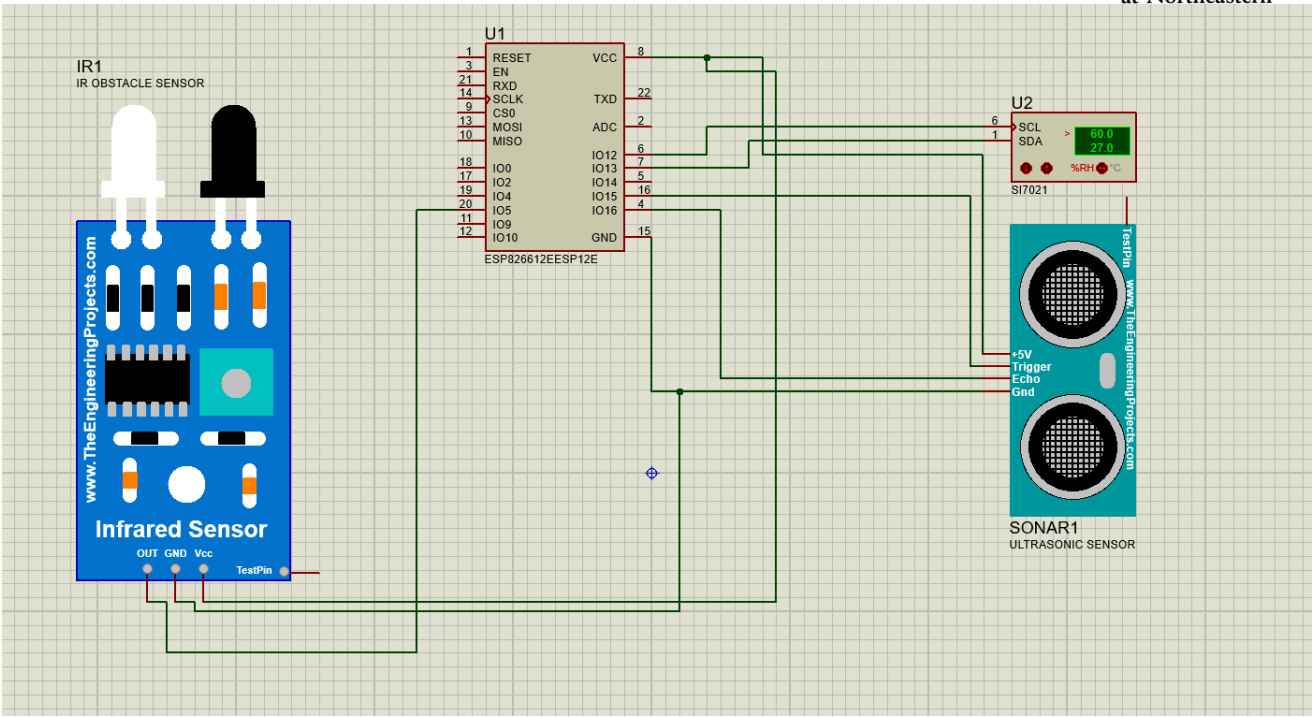 at Northeastern
IR1
IR OBSTACLE SENSOR
www.TheEngineeringProjects.com
Infrared Sensor
OUT GND Vcc
TestPin
U1
1 RESET VCC 8
3 EN
21 RXD
14 SCLK TXD 22
9 CS0
13 MOSI ADC 2
10 MISO
IO12 6
18 IO0 IO13 7
17 IO2 IO14 5
19 IO4 IO15 16
20 IO5 IO16 4
11 IO9
12 IO10 GND 15
ESP826612EESP12E
U2
6 SCL > 60.0
1 SDA 27.0
%RH °C
SI7021
TestPin
www.TheEngineeringProjects.com
+5V
Trigger
Echo
Gnd
SONAR1
ULTRASONIC SENSOR